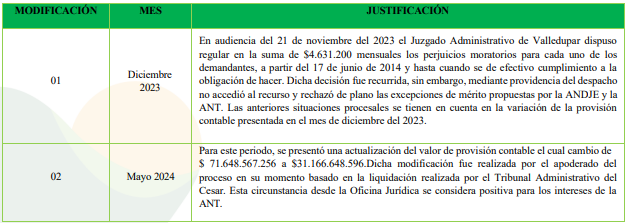 MODIFICACIÓN MES JUSTIFICACIÓN
En audiencia del 21 de noviembre del 2023 el Juzgado Administrativo de Valledupar dispuso
regular en la suma de $4.631.200 mensuales los perjuicios moratorios para cada uno de los
demandantes, a partir del 17 de junio de 2014 y hasta cuando se de efectivo cumplimiento a la
01 Diciembre 2023 obligación de hacer. Dicha decisión fue recurrida, sin embargo, mediante providencia del despacho
no accedió al recurso y rechazó de plano las excepciones de mérito propuestas por la ANDJE y la
ANT. Las anteriores situaciones procesales se tienen en cuenta en la variación de la provisión
contable presentada en el mes de diciembre del 2023.
Para este periodo, se presentó una actualización del valor de provisión contable el cual cambio de
$ 71.648.567.256 a $31.166.648.596.Dicha modificación fue realizada por el apoderado del
02 Mayo 2024 proceso en su momento basado en la liquidación realizada por el Tribunal Administrativo del
Cesar. Esta circunstancia desde la Oficina Jurídica se considera positiva para los intereses de la
ANT.